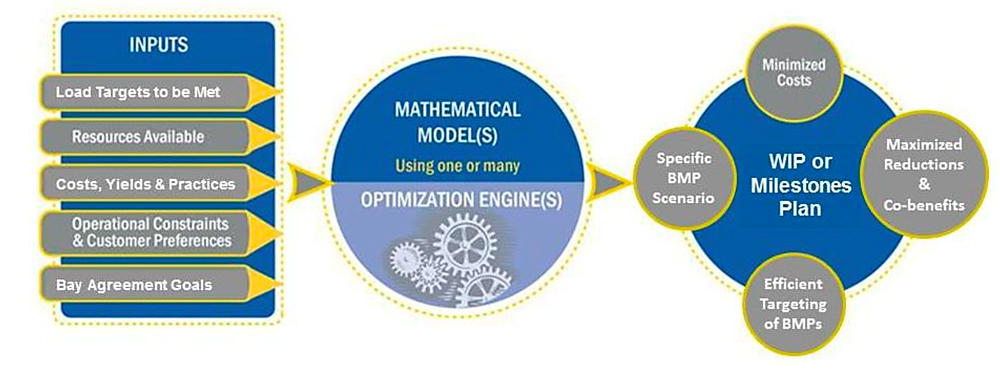 INPUTS
Load Targets to be Met
Resources Available
Costs, Yields & Practices
Operational Constraints
& Customer Preferences
Bay Agreement Goals
MATHEMATICAL
MODEL(S)
Using one or many
OPTIMIZATION ENGINE(S)
Minimized
Costs
Specific
BMP
Scenario
WIP or
Milestones
Plan
Maximized
Reductions
&
Co-benefits
Efficient
Targeting
of BMPs